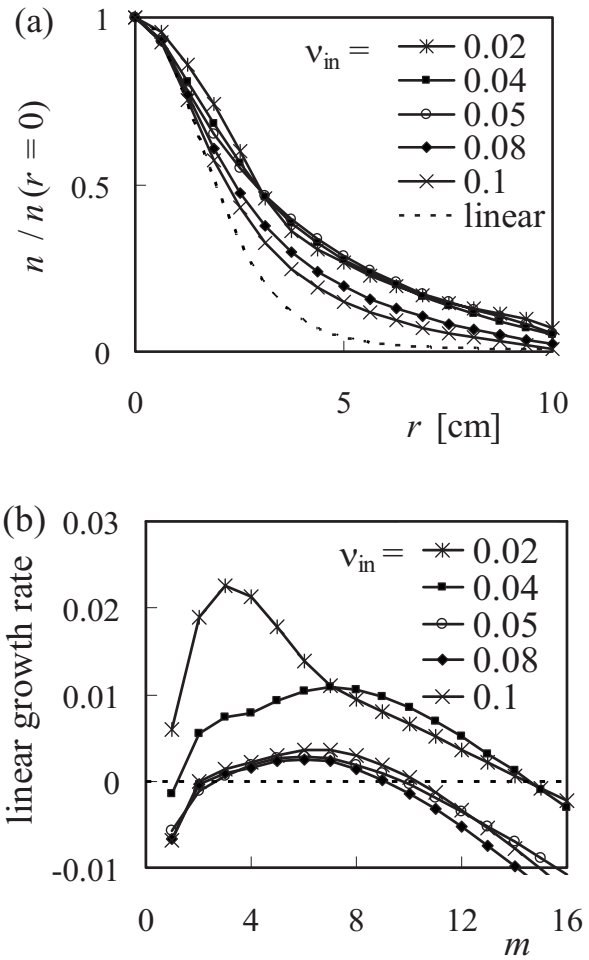 (a)
1
0.5
0
n / n (r = 0)
ν_in =
0.02
0.04
0.05
0.08
0.1
linear
0 5 10
r [cm]
(b)
0.03
0.02
0.01
0
-0.01
linear growth rate
ν_in =
0.02
0.04
0.05
0.08
0.1
0 4 8 12 16
m